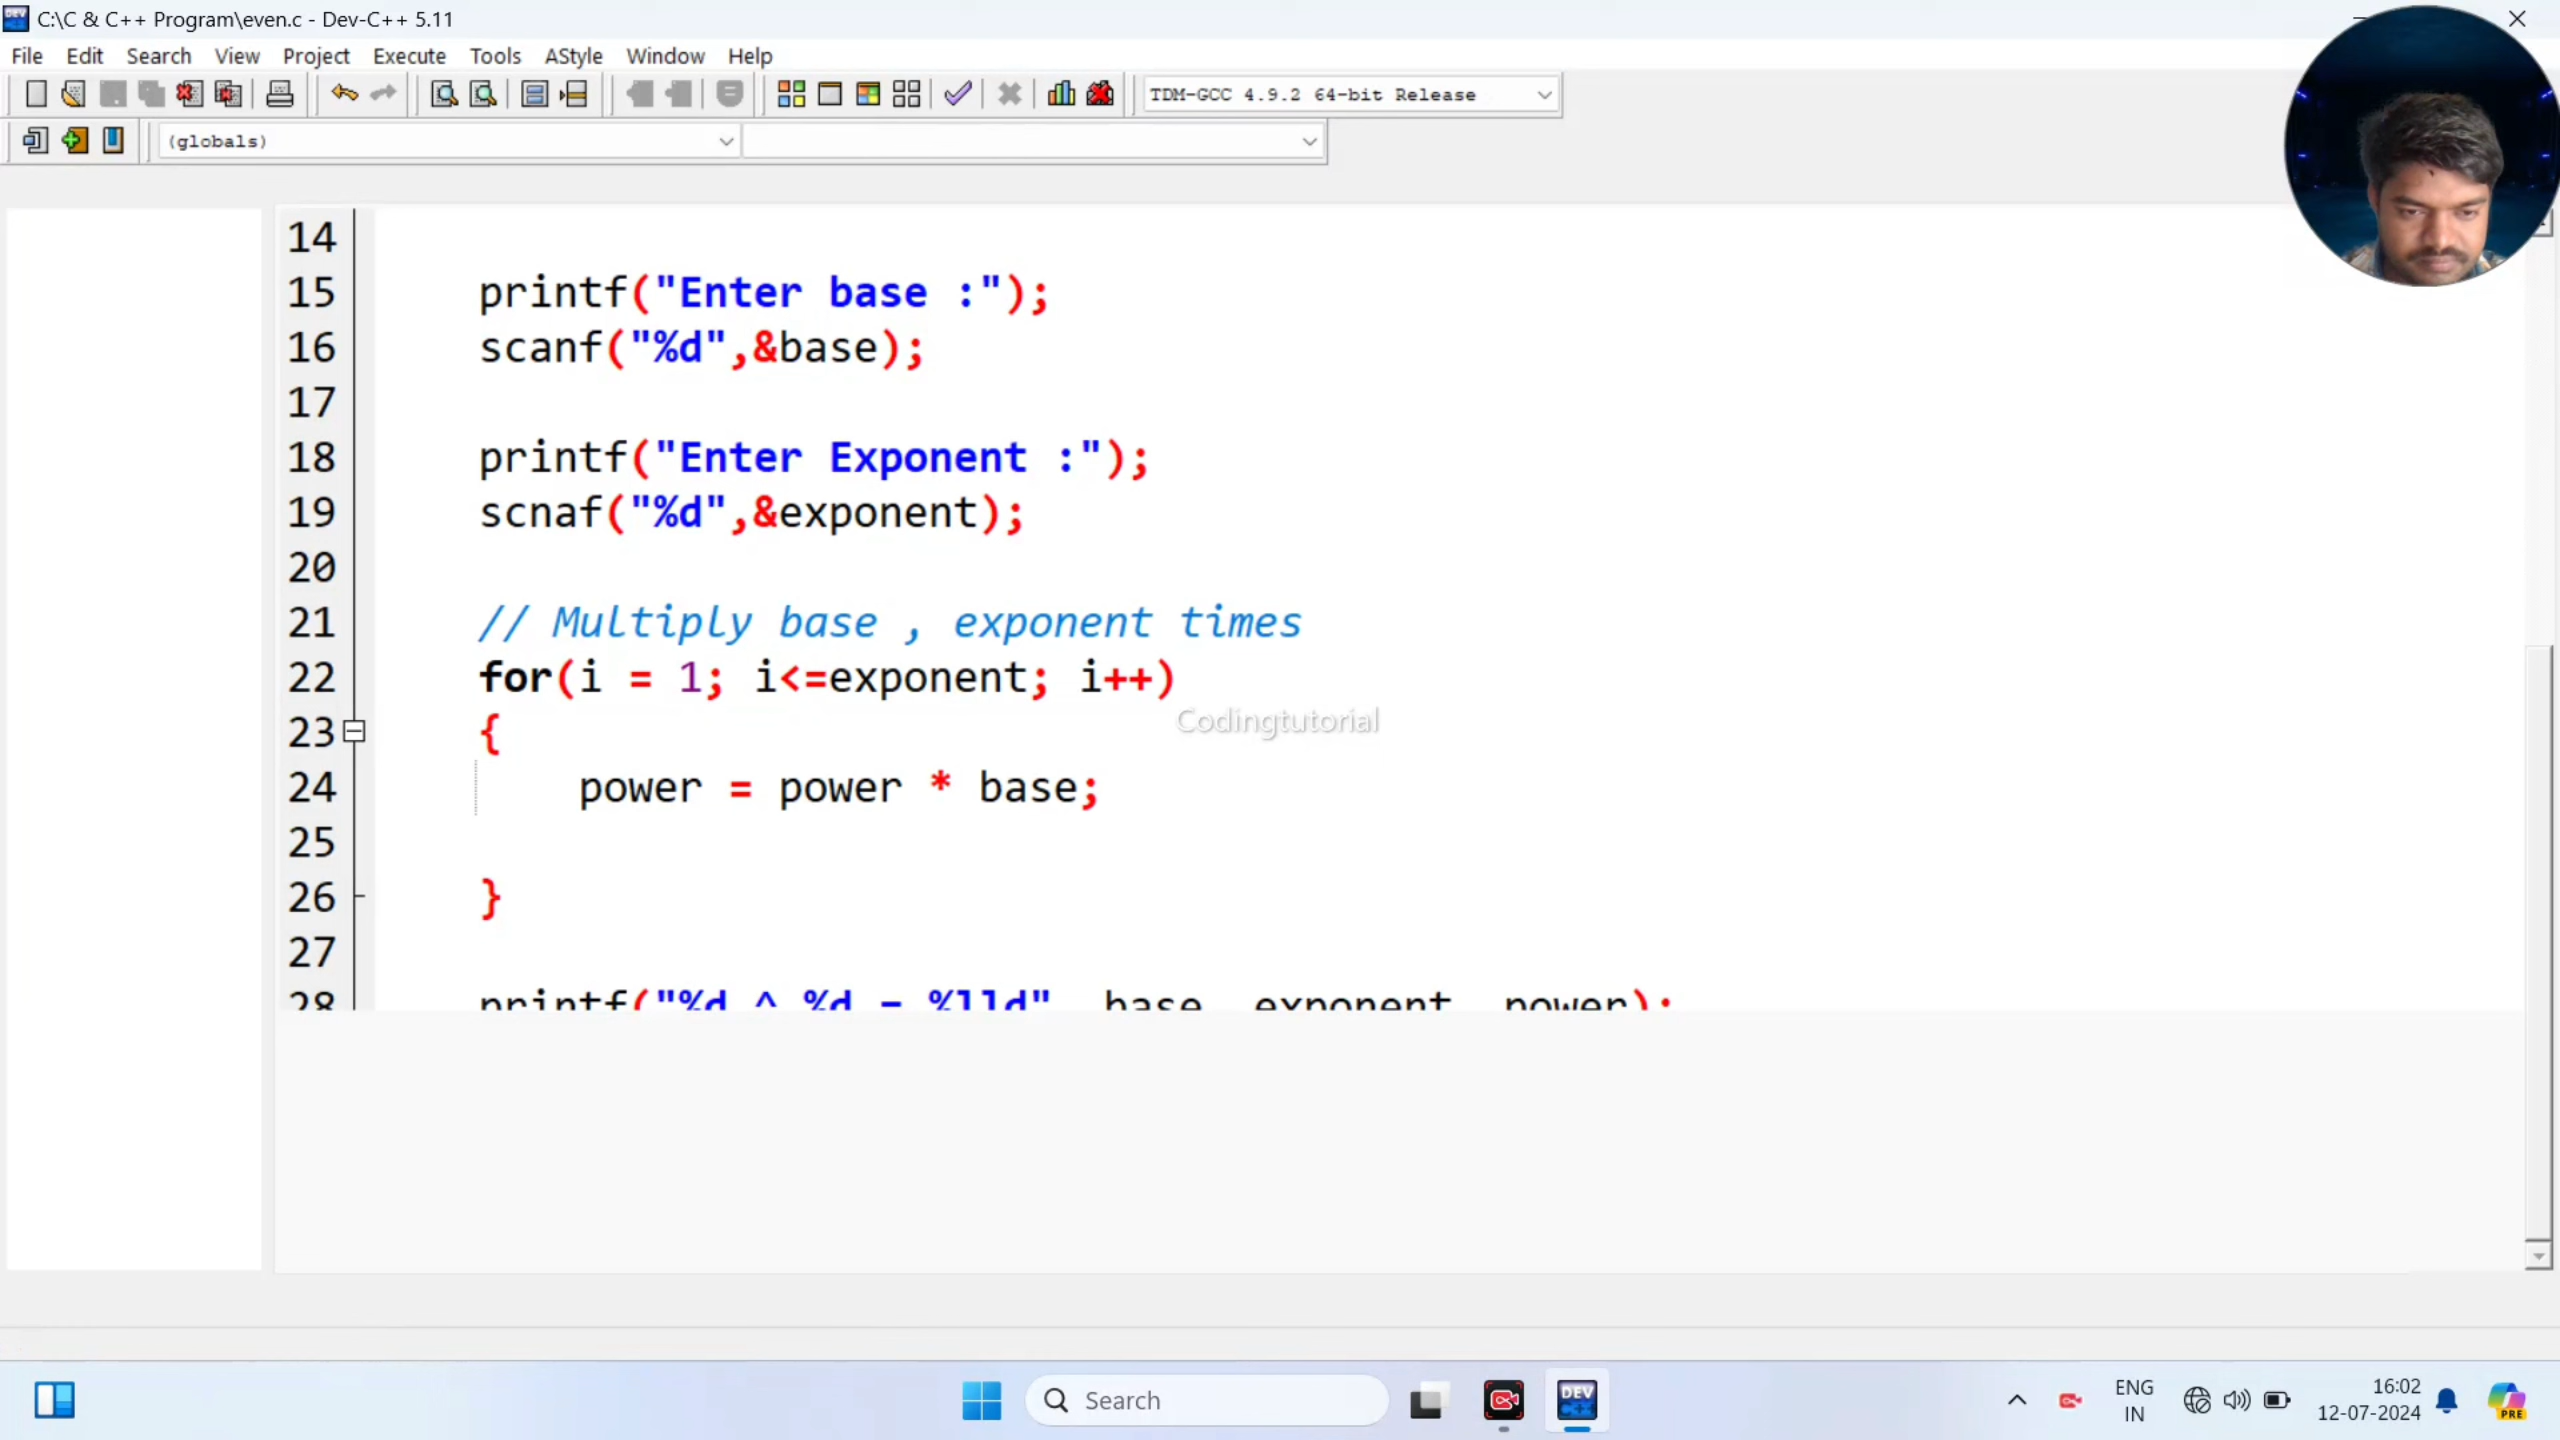 C:\C & C++ Program\even.c - Dev-C++ 5.11
File Edit Search View Project Execute Tools AStyle Window Help
TDM-GCC 4.9.2 64-bit Release
(globals)
14
15 printf("Enter base :");
16 scanf("%d",&base);
17
18 printf("Enter Exponent :");
19 scnaf("%d",&exponent);
20
21 // Multiply base , exponent times
22 for(i = 1; i<=exponent; i++)
23 {
Codingtutorial
24 power = power * base;
25
26 }
27
28 printf("%d ^ %d = %lld", base, exponent, power);
DEV
C++
Search
ENG
IN
16:02
12-07-2024
PRE